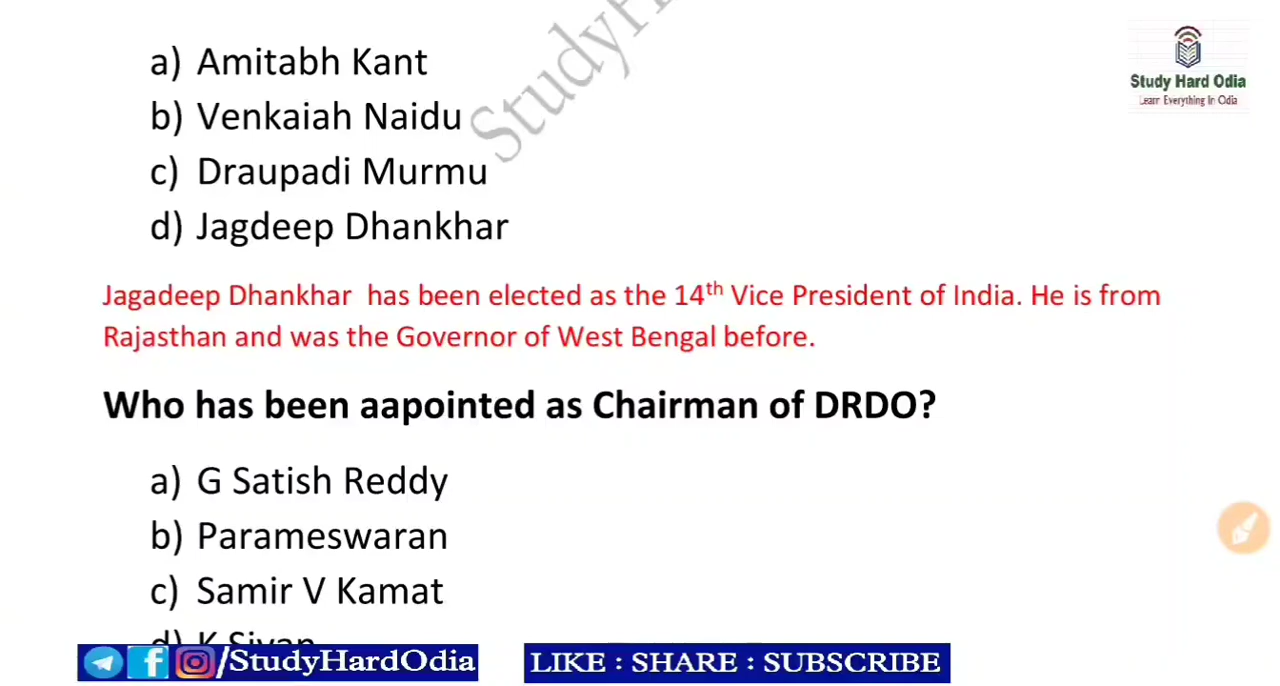 a) Amitabh Kant
b) Venkaiah Naidu
c) Draupadi Murmu
d) Jagdeep Dhankhar
Study Hard Odia
Learn Everything In Odia
Jagadeep Dhankhar has been elected as the 14th Vice President of India. He is from
Rajasthan and was the Governor of West Bengal before.
Who has been aapointed as Chairman of DRDO?
a) G Satish Reddy
b) Parameswaran
c) Samir V Kamat
d) K Sivan
/StudyHardOdia
LIKE : SHARE : SUBSCRIBE
StudyH